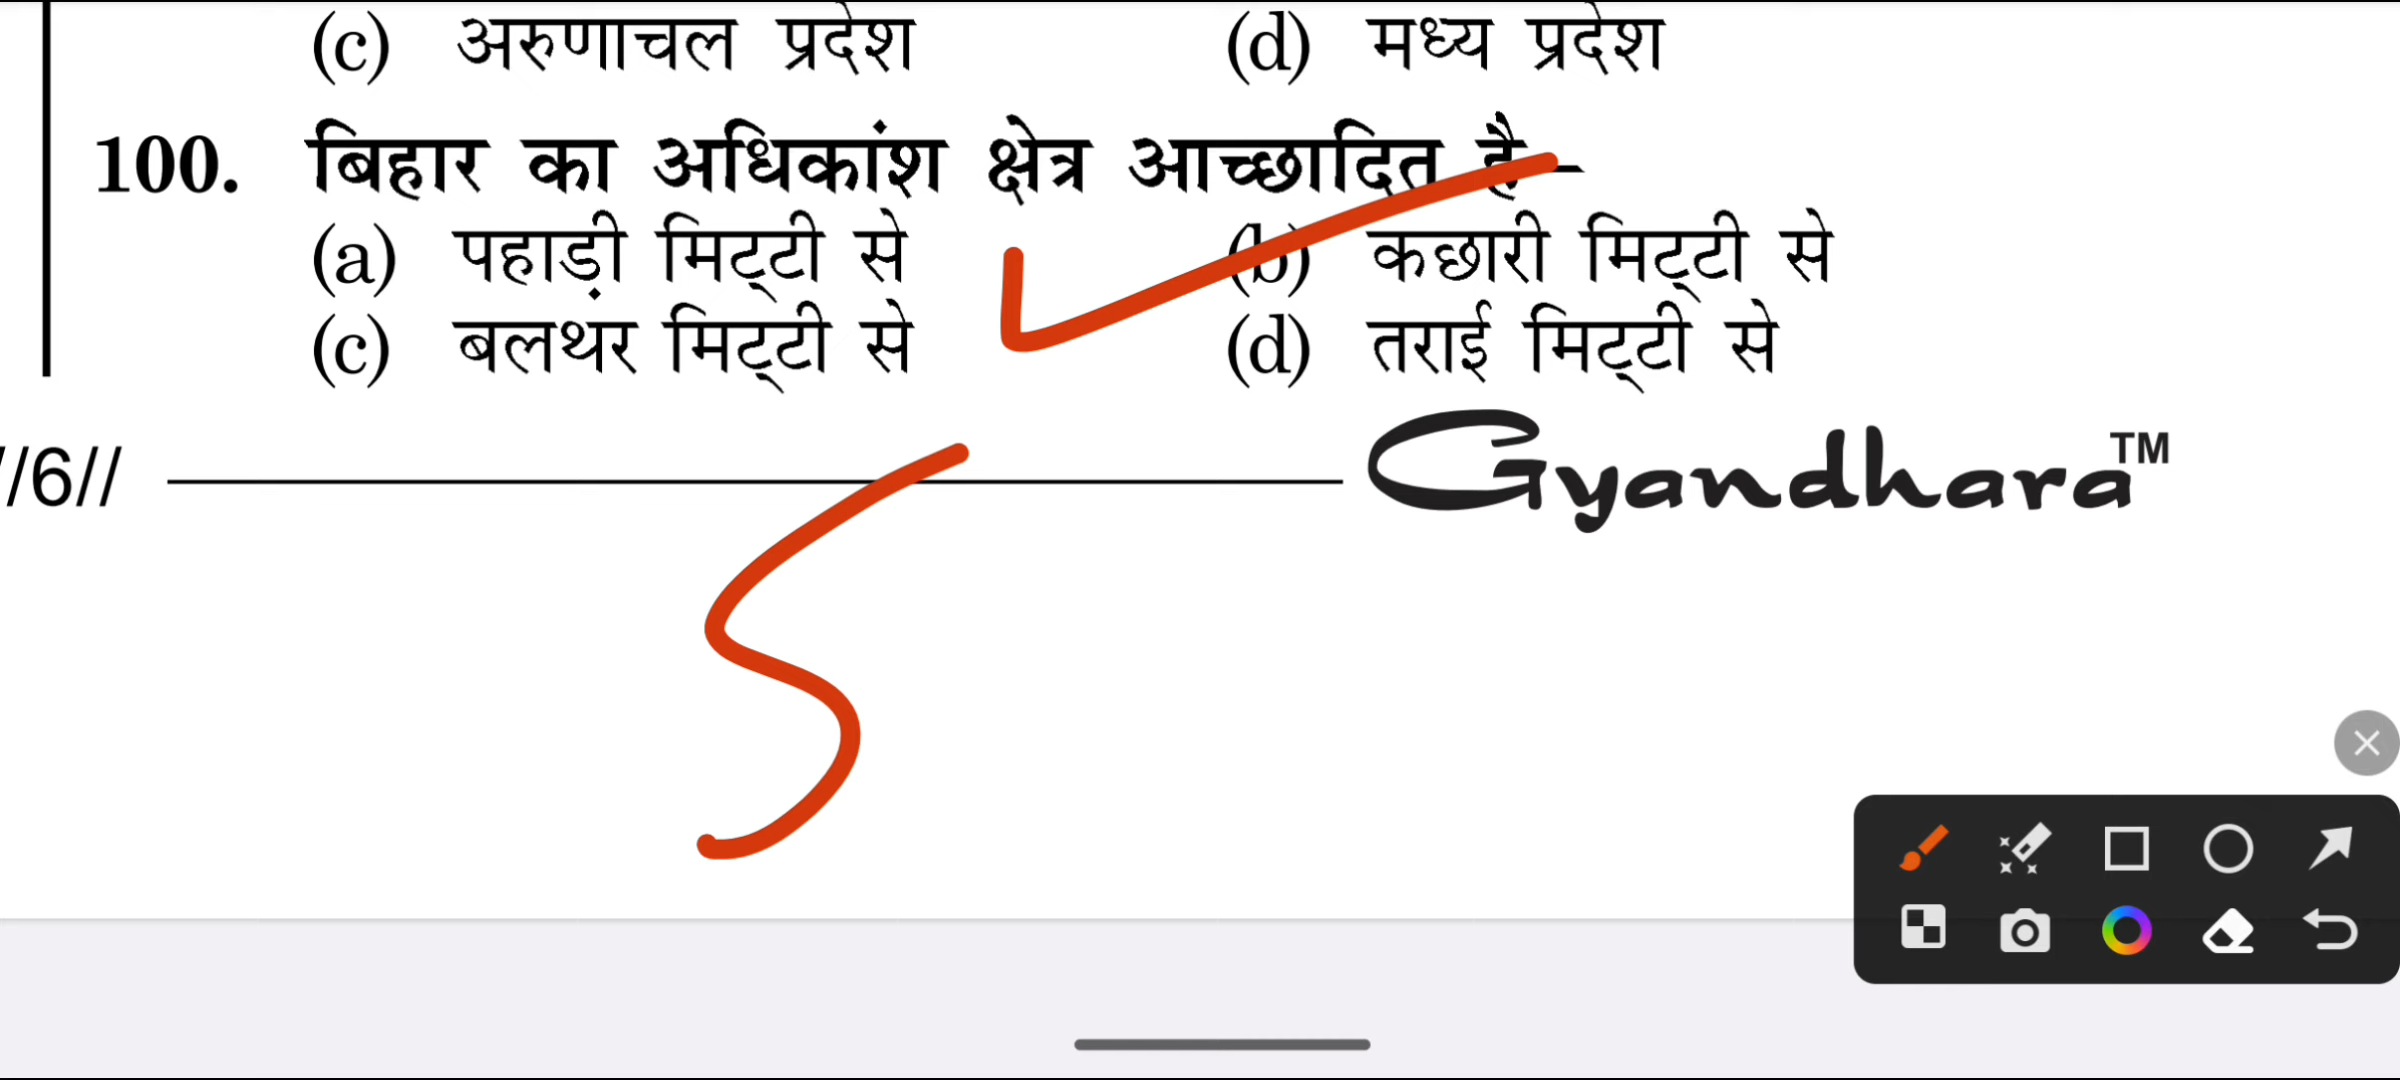 (c) अरुणाचल प्रदेश (d) मध्य प्रदेश
100. बिहार का अधिकांश क्षेत्र आच्छादित है–
(a) पहाड़ी मिट्टी से (b) कछारी मिट्टी से
(c) बलथर मिट्टी से (d) तराई मिट्टी से
//6// Gyandhara™